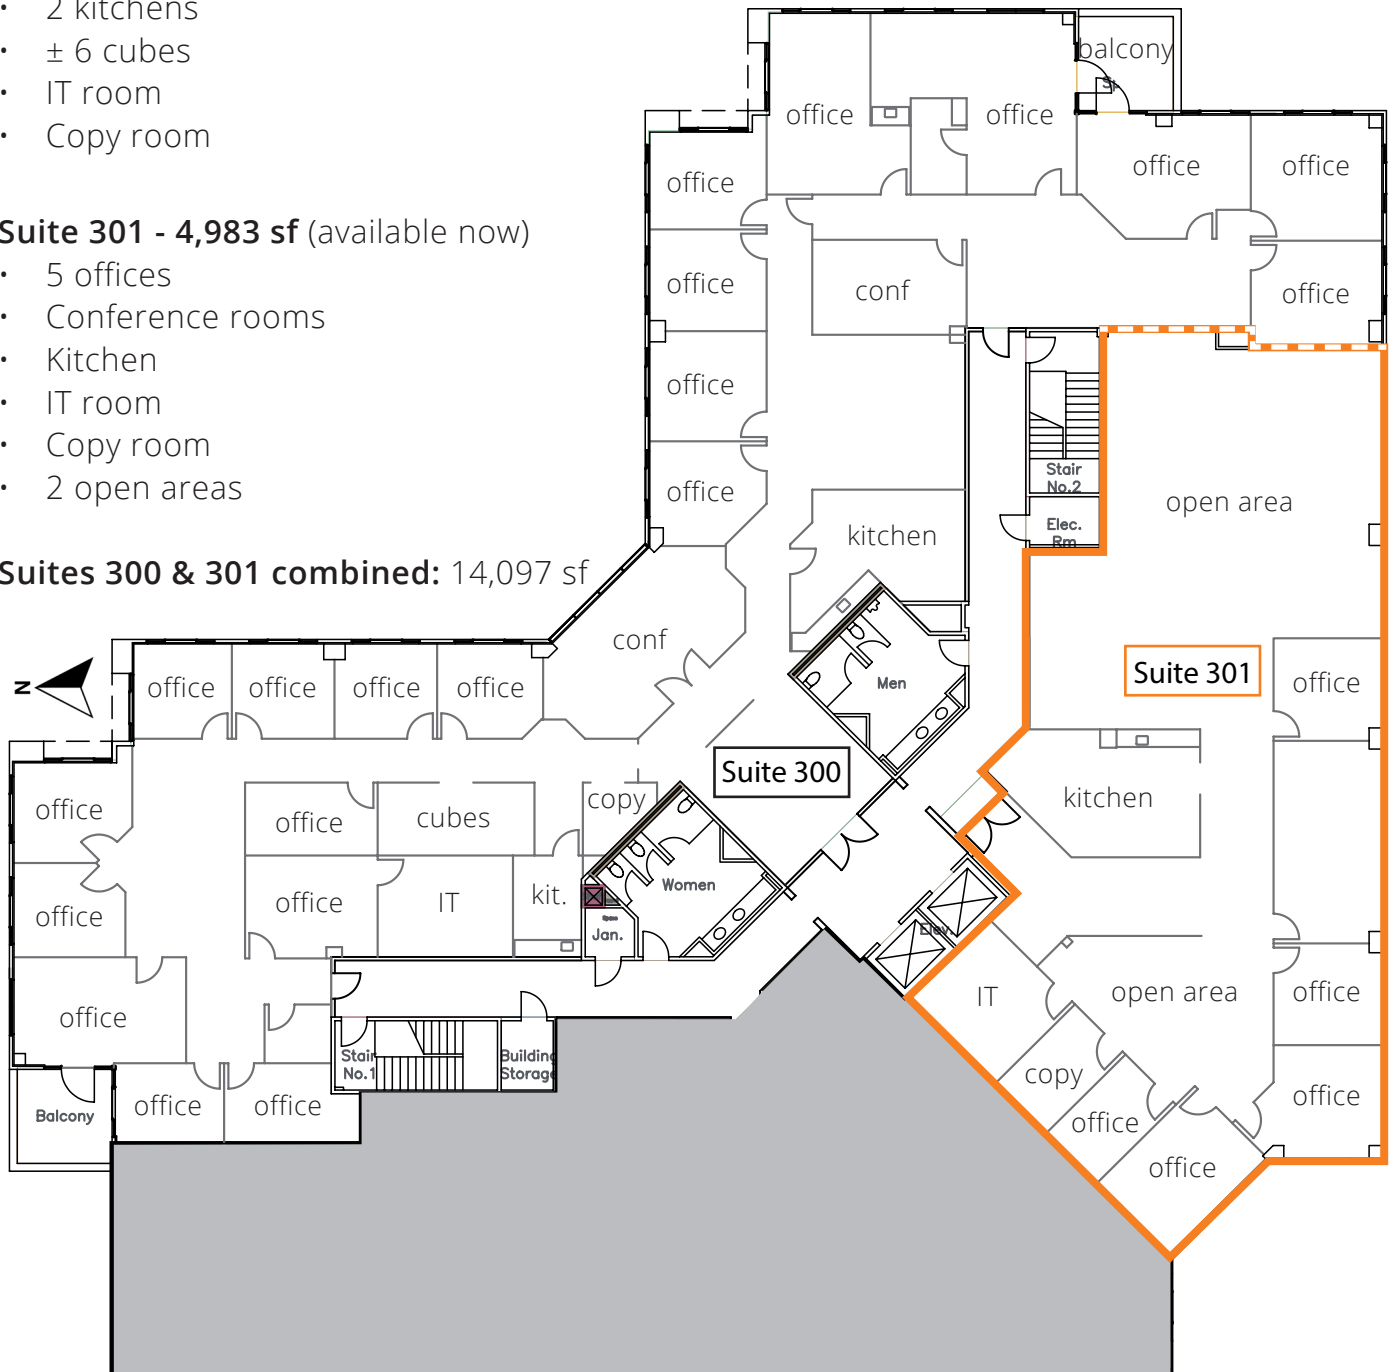 • 2 kitchens
• ± 6 cubes
• IT room
• Copy room
Suite 301 - 4,983 sf (available now)
• 5 offices
• Conference rooms
• Kitchen
• IT room
• Copy room
• 2 open areas
Suites 300 & 301 combined: 14,097 sf
balcony
office
office
office
office
office
office
conf
office
office
office
office
Stair
No.2
Elec.
Rm
open area
kitchen
conf
N
office
office
office
office
Men
Suite 301
office
Suite 300
office
office
cubes
copy
kitchen
office
office
IT
kit.
Women
Jan.
Elev.
office
IT
open area
office
Stair
No.1
Building
Storage
copy
office
Balcony
office
office
office
office